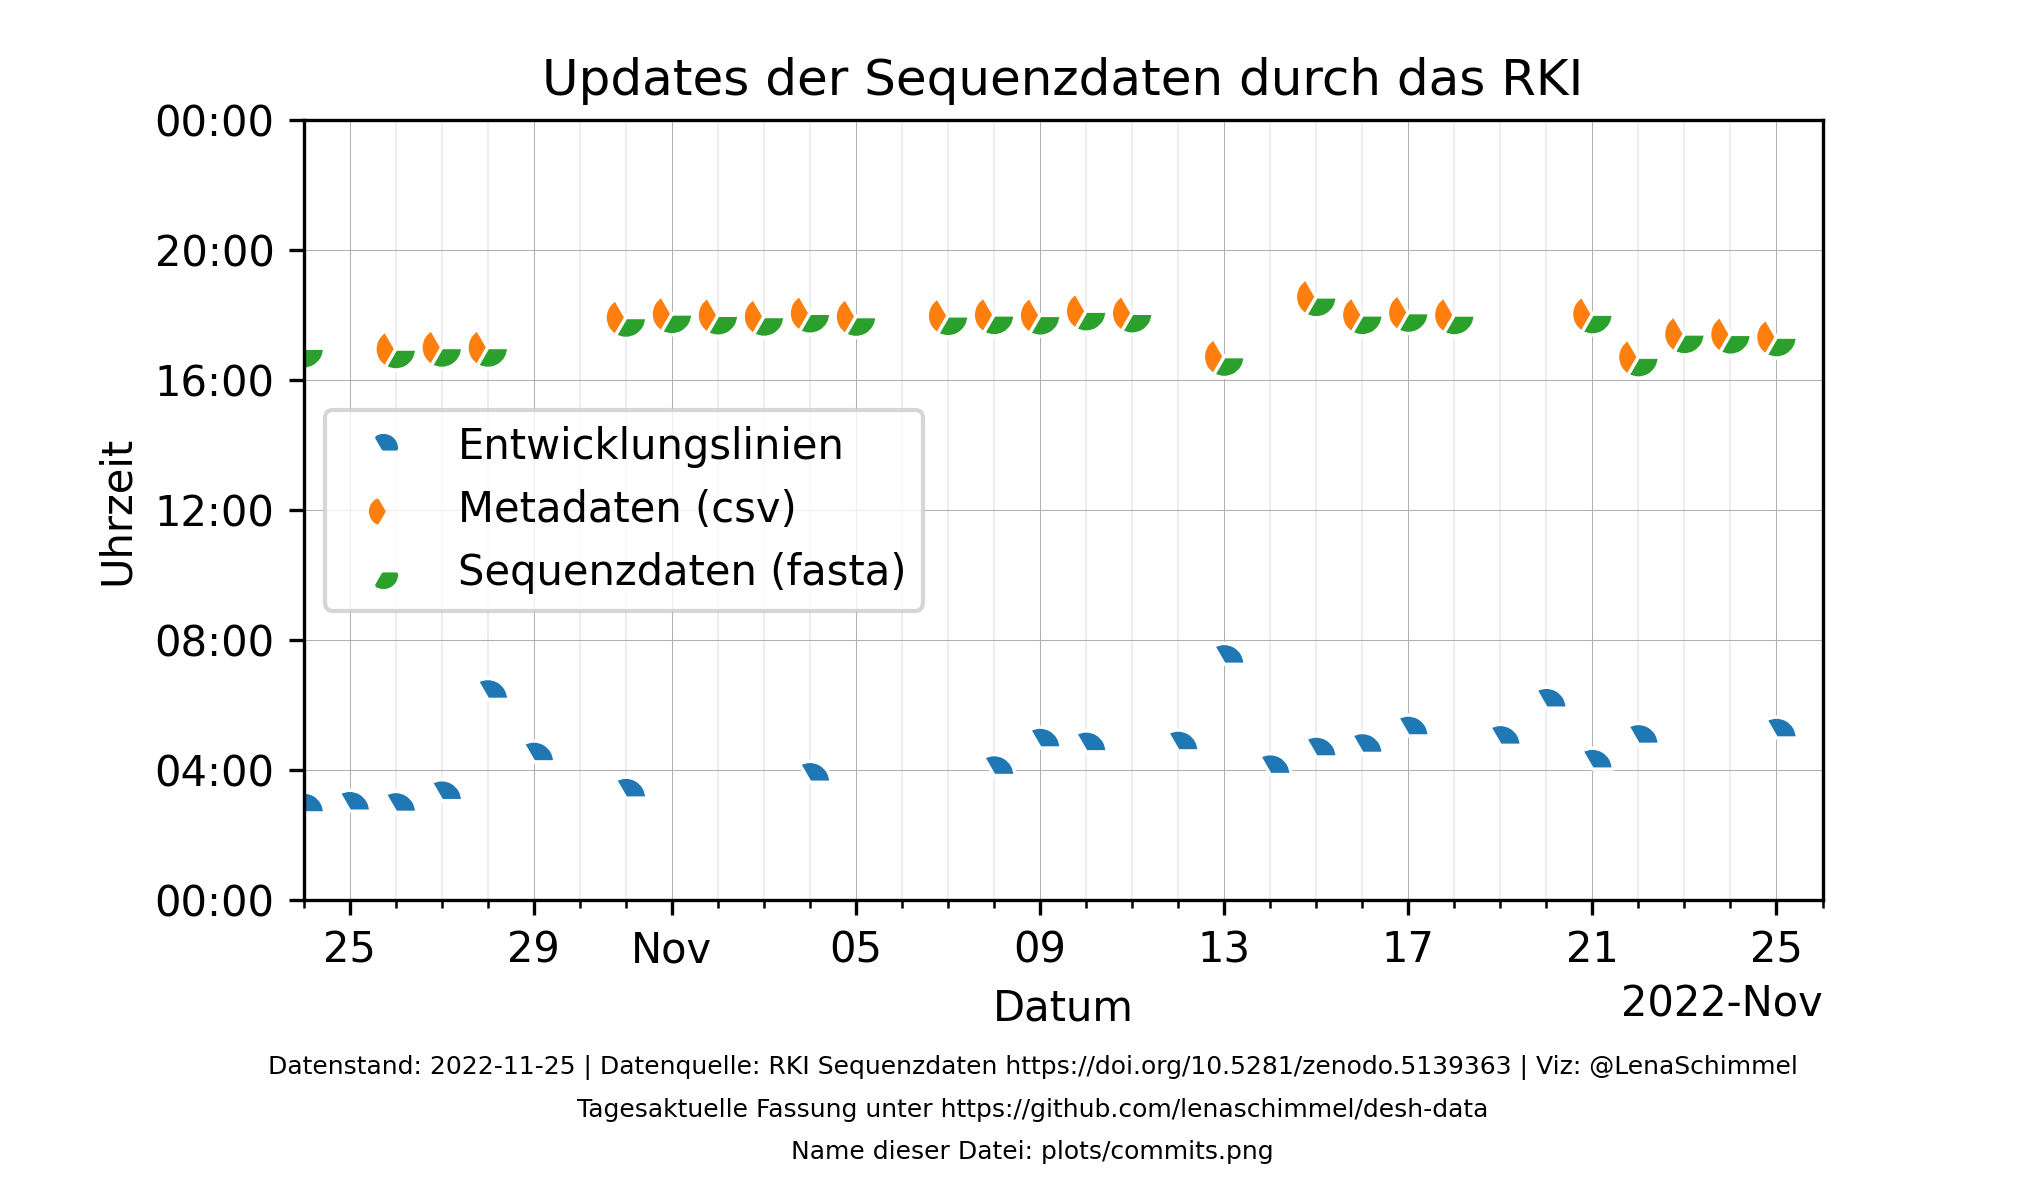 Updates der Sequenzdaten durch das RKI
00:00
20:00
16:00
12:00
08:00
04:00
00:00
Uhrzeit
Entwicklungslinien
Metadaten (csv)
Sequenzdaten (fasta)
25 29 Nov 05 09 13 17 21 25
Datum
2022-Nov
Datenstand: 2022-11-25 | Datenquelle: RKI Sequenzdaten https://doi.org/10.5281/zenodo.5139363 | Viz: @LenaSchimmel
Tagesaktuelle Fassung unter https://github.com/lenaschimmel/desh-data
Name dieser Datei: plots/commits.png